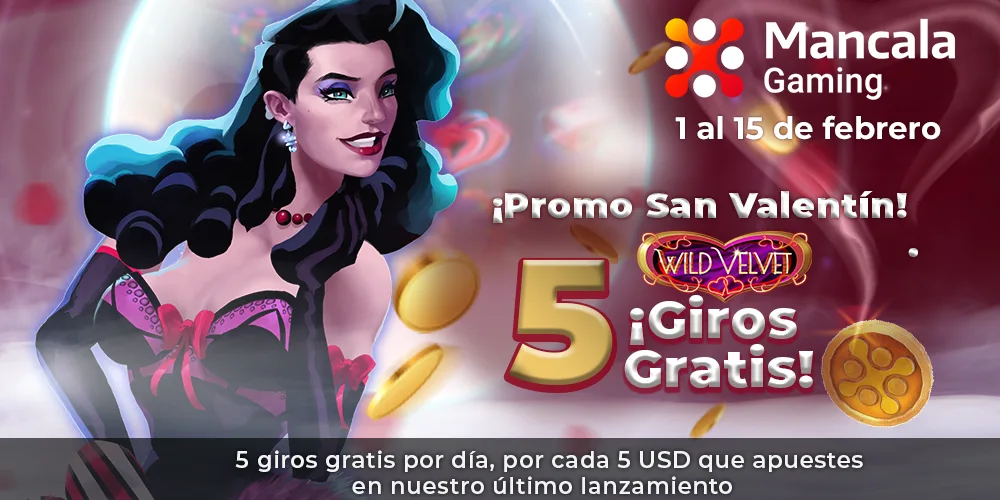 Mancala
Gaming
1 al 15 de febrero
¡Promo San Valentín!
WILD VELVET
5
¡Giros
Gratis!
5 giros gratis por día, por cada 5 USD que apuestes
en nuestro último lanzamiento